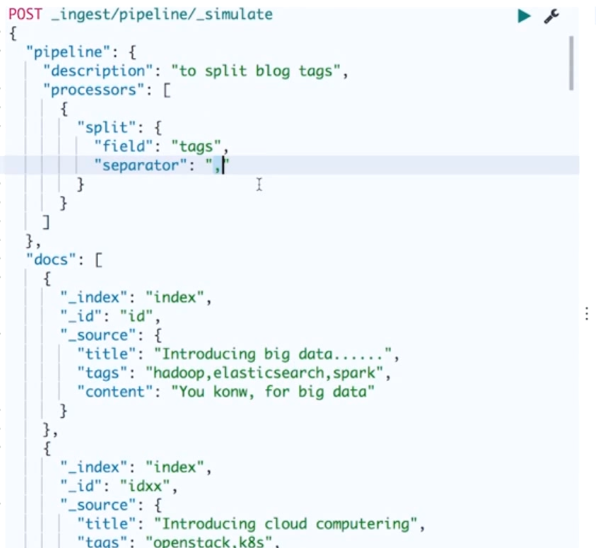 POST _ingest/pipeline/_simulate
{
  "pipeline": {
    "description": "to split blog tags",
    "processors": [
      {
        "split": {
          "field": "tags",
          "separator": ","
        }
      }
    ]
  },
  "docs": [
    {
      "_index": "index",
      "_id": "id",
      "_source": {
        "title": "Introducing big data......",
        "tags": "hadoop,elasticsearch,spark",
        "content": "You konw, for big data"
      }
    },
    {
      "_index": "index",
      "_id": "idxx",
      "_source": {
        "title": "Introducing cloud computering",
        "tags": "openstack,k8s",